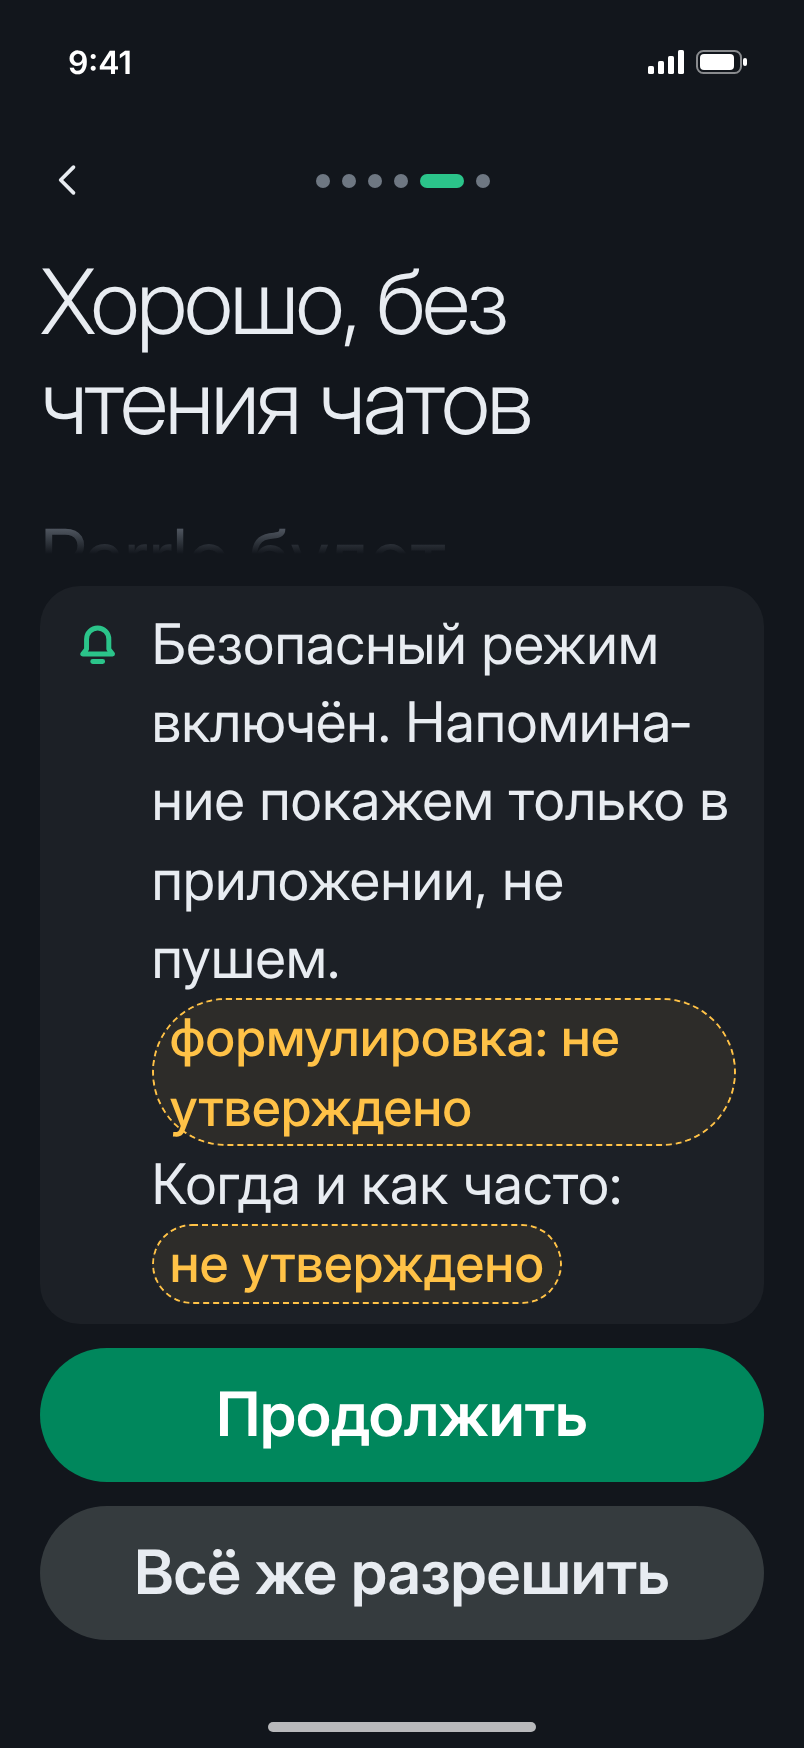 9:41
Хорошо, без
чтения чатов
будет
Безопасный режим
включён. Напомина-
ние покажем только в
приложении, не
пушем.
формулировка: не
утверждено
Когда и как часто:
не утверждено
Продолжить
Всё же разрешить